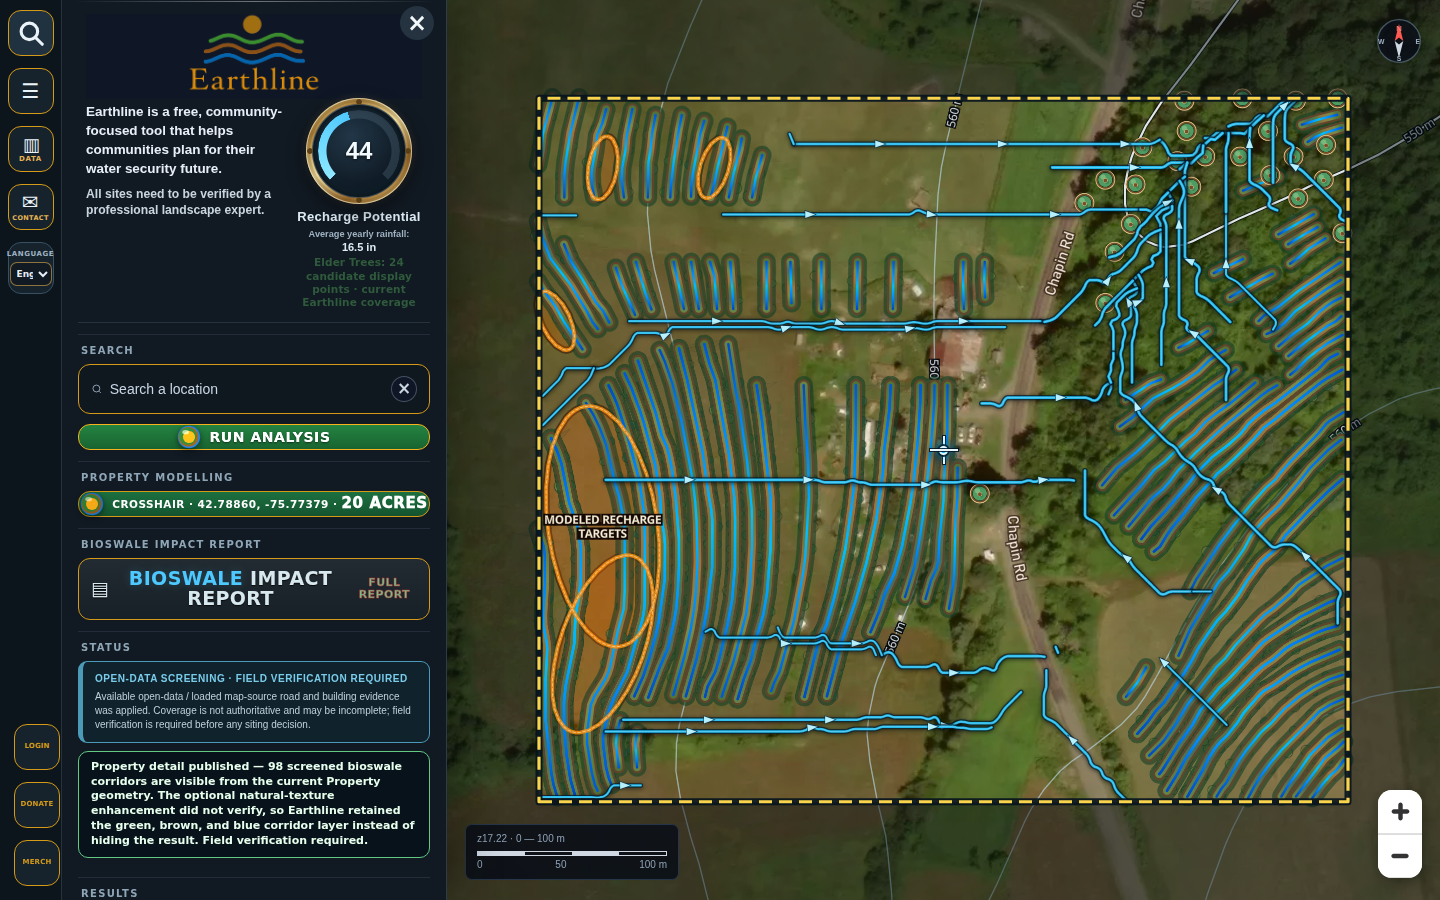 Earthline
Earthline is a free, community-
focused tool that helps
communities plan for their
water security future.
All sites need to be verified by a
professional landscape expert.
44
Recharge Potential
Average yearly rainfall:
16.5 in
Elder Trees: 24
candidate display
points · current
Earthline coverage
DATA
CONTACT
LANGUAGE
Eng
LOGIN
DONATE
MERCH
SEARCH
Search a location
RUN ANALYSIS
PROPERTY MODELLING
CROSSHAIR · 42.78860, -75.77379 · 20 ACRES
BIOSWALE IMPACT REPORT
BIOSWALE IMPACT
REPORT
FULL
REPORT
STATUS
OPEN-DATA SCREENING · FIELD VERIFICATION REQUIRED
Available open-data / loaded map-source road and building evidence
was applied. Coverage is not authoritative and may be incomplete; field
verification is required before any siting decision.
Property detail published — 98 screened bioswale
corridors are visible from the current Property
geometry. The optional natural-texture
enhancement did not verify, so Earthline retained
the green, brown, and blue corridor layer instead of
hiding the result. Field verification required.
RESULTS
N
W
E
S
550 m
Chapin Rd
560
MODELED RECHARGE
TARGETS
Chapin Rd
z17.22 · 0 — 100 m
0 50 100 m